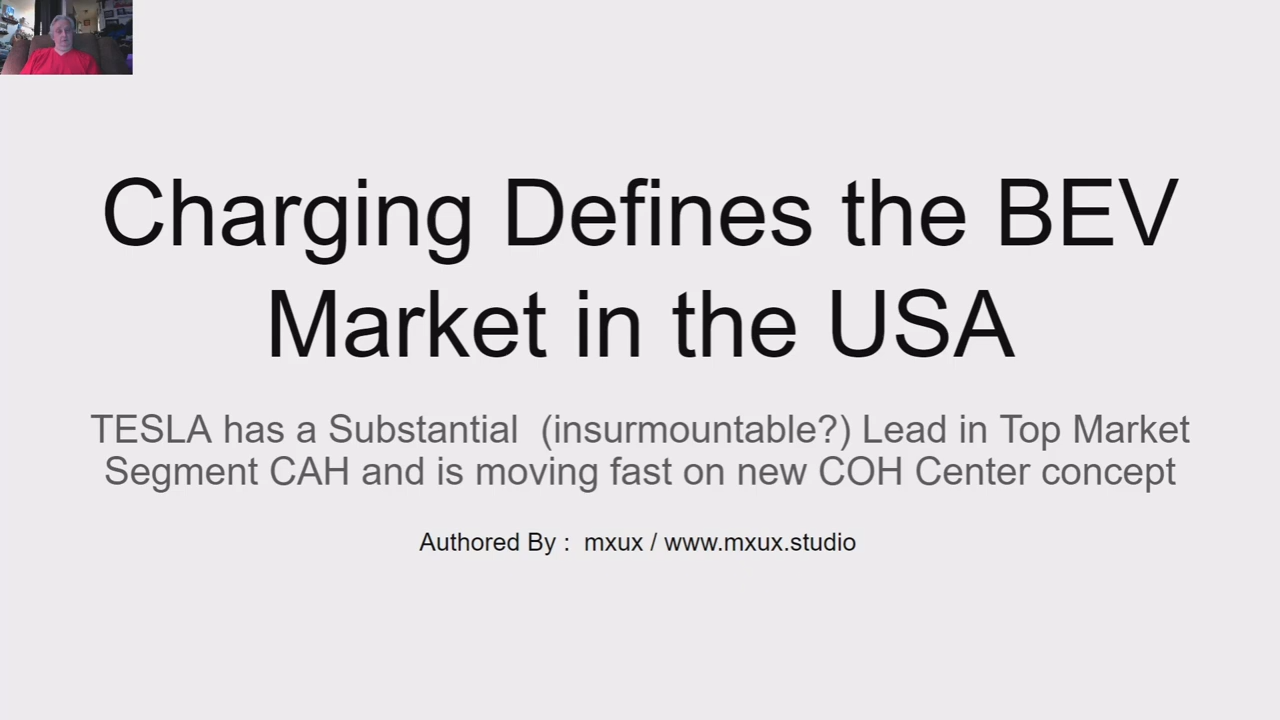 Charging Defines the BEV
Market in the USA
TESLA has a Substantial  (insurmountable?) Lead in Top Market
Segment CAH and is moving fast on new COH Center concept
Authored By :  mxux / www.mxux.studio